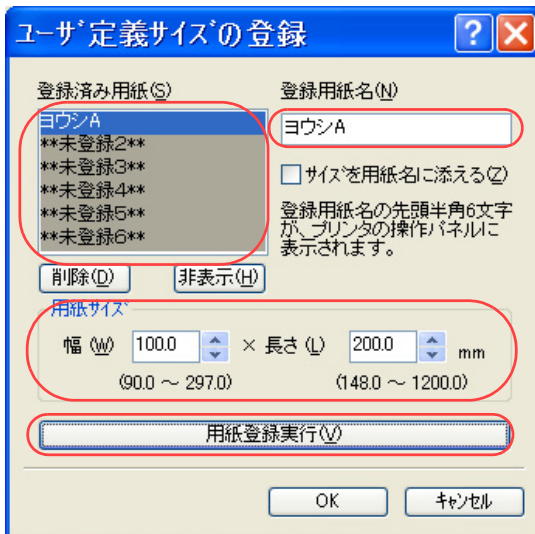 ユーザ定義サイズの登録
登録済み用紙(S)
ヨウシA
**未登録2**
**未登録3**
**未登録4**
**未登録5**
**未登録6**
削除(D) 非表示(H)
登録用紙名(N)
ヨウシA
サイズを用紙名に添える(Z)
登録用紙名の先頭半角6文字
が、プリンタの操作パネルに
表示されます。
用紙サイズ
幅(W) 100.0 × 長さ(L) 200.0 mm
(90.0 ~ 297.0) (148.0 ~ 1200.0)
用紙登録実行(V)
OK キャンセル